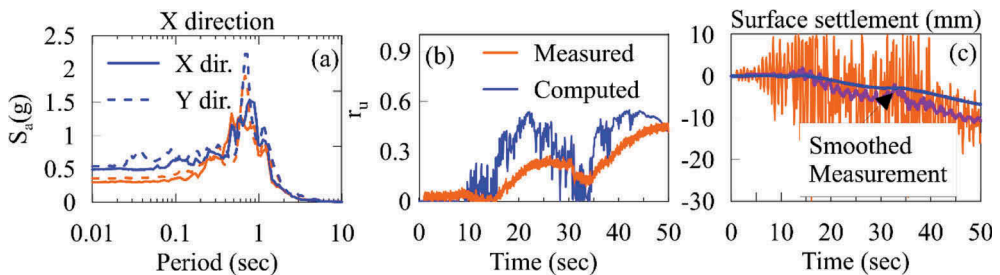 X direction
2.5
2
1.5
1
0.5
0
S_a(g)
X dir.
Y dir.
(a)
0.01
0.1
1
10
Period (sec)
0.9
0.6
0.3
0
r_u
(b)
Measured
Computed
0
10
20
30
40
50
Time (sec)
Surface settlement (mm)
10
0
-10
-20
-30
(c)
Smoothed
Measurement
0
10
20
30
40
50
Time (sec)